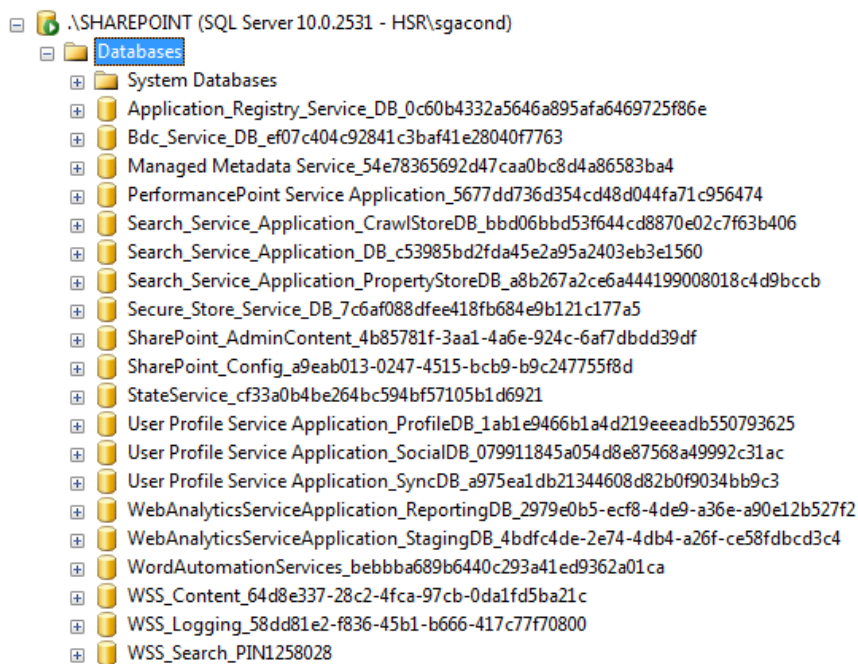 .\SHAREPOINT (SQL Server 10.0.2531 - HSR\sgacond)
Databases
System Databases
Application_Registry_Service_DB_0c60b4332a5646a895afa6469725f86e
Bdc_Service_DB_ef07c404c92841c3baf41e28040f7763
Managed Metadata Service_54e78365692d47caa0bc8d4a86583ba4
PerformancePoint Service Application_5677dd736d354cd48d044fa71c956474
Search_Service_Application_CrawlStoreDB_bbd06bbd53f644cd8870e02c7f63b406
Search_Service_Application_DB_c53985bd2fda45e2a95a2403eb3e1560
Search_Service_Application_PropertyStoreDB_a8b267a2ce6a444199008018c4d9bccb
Secure_Store_Service_DB_7c6af088dfee418fb684e9b121c177a5
SharePoint_AdminContent_4b85781f-3aa1-4a6e-924c-6af7dbdd39df
SharePoint_Config_a9eab013-0247-4515-bcb9-b9c247755f8d
StateService_cf33a0b4be264bc594bf57105b1d6921
User Profile Service Application_ProfileDB_1ab1e9466b1a4d219eeeadb550793625
User Profile Service Application_SocialDB_079911845a054d8e87568a49992c31ac
User Profile Service Application_SyncDB_a975ea1db21344608d82b0f9034bb9c3
WebAnalyticsServiceApplication_ReportingDB_2979e0b5-ecf8-4de9-a36e-a90e12b527f2
WebAnalyticsServiceApplication_StagingDB_4bdfc4de-2e74-4db4-a26f-ce58fdbcd3c4
WordAutomationServices_bebbba689b6440c293a41ed9362a01ca
WSS_Content_64d8e337-28c2-4fca-97cb-0da1fd5ba21c
WSS_Logging_58dd81e2-f836-45b1-b666-417c77f70800
WSS_Search_PIN1258028